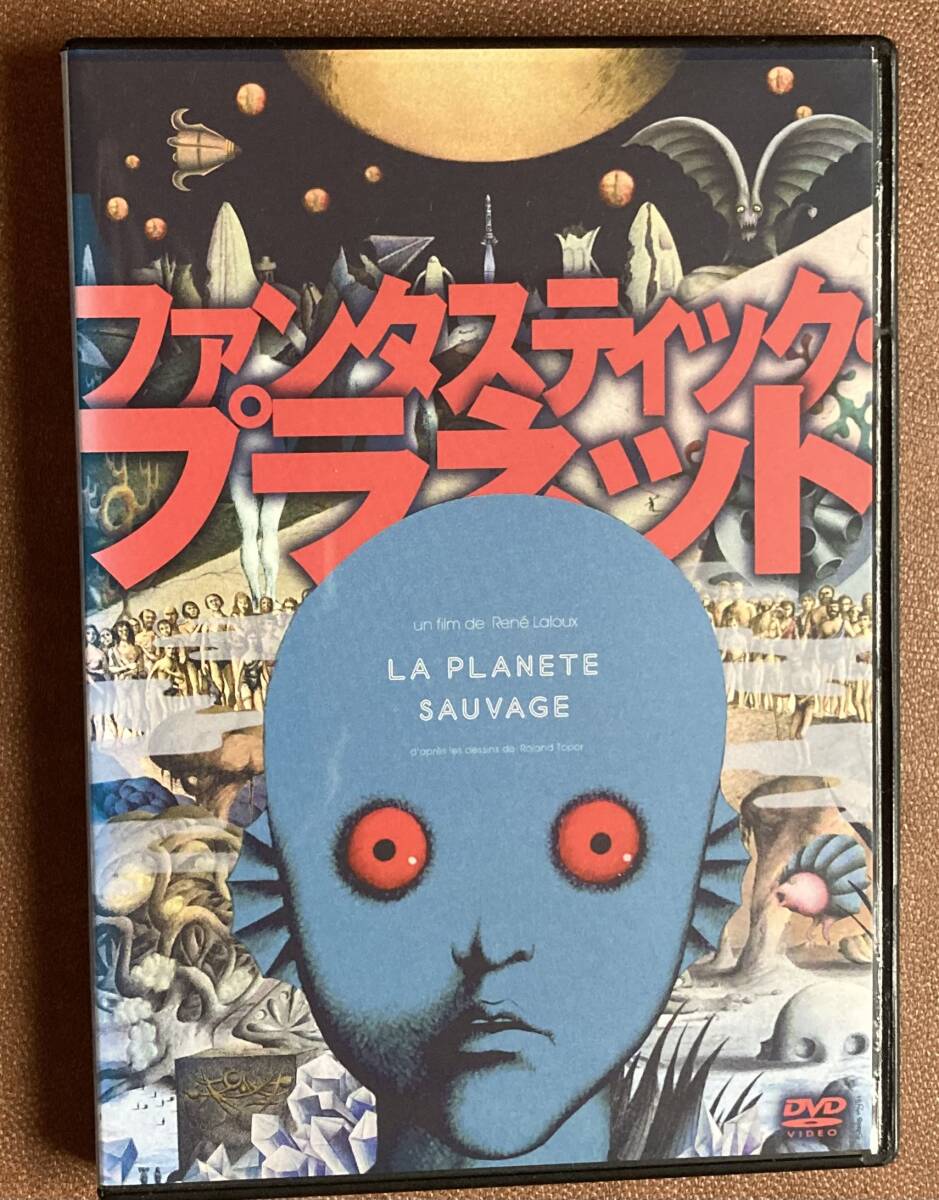 ファンタスティック・
プラネット
un film de René Laloux
LA PLANETE
SAUVAGE
d'après les dessins de Roland Topor
DVD
VIDEO